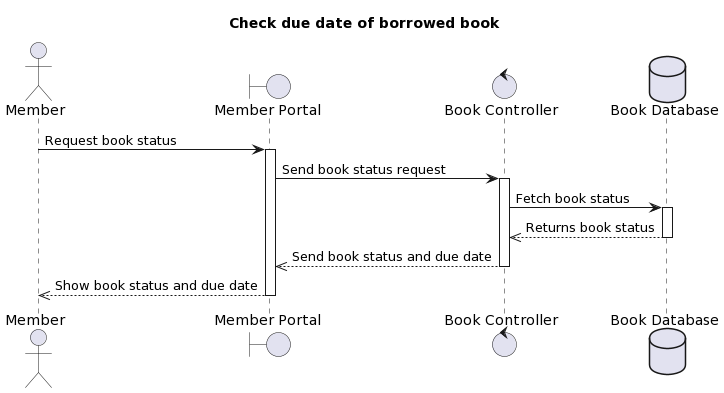 Check due date of borrowed book
Member
Member Portal
Book Controller
Book Database
Request book status
Send book status request
Fetch book status
Returns book status
Send book status and due date
Show book status and due date
Member
Member Portal
Book Controller
Book Database